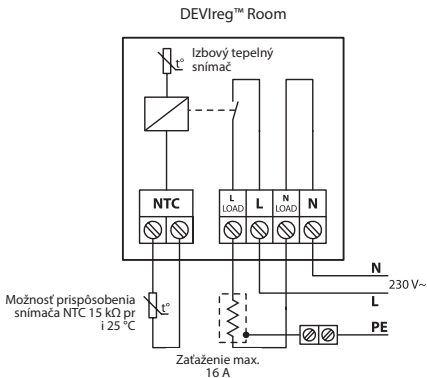 DEVIreg™ Room
Izbový tepelný
snímač
t°
NTC
L
LOAD
L
N
LOAD
N
N
230 V~
L
PE
Možnosť prispôsobenia
snímača NTC 15 kΩ pr
i 25 °C
t°
Zaťaženie max.
16 A